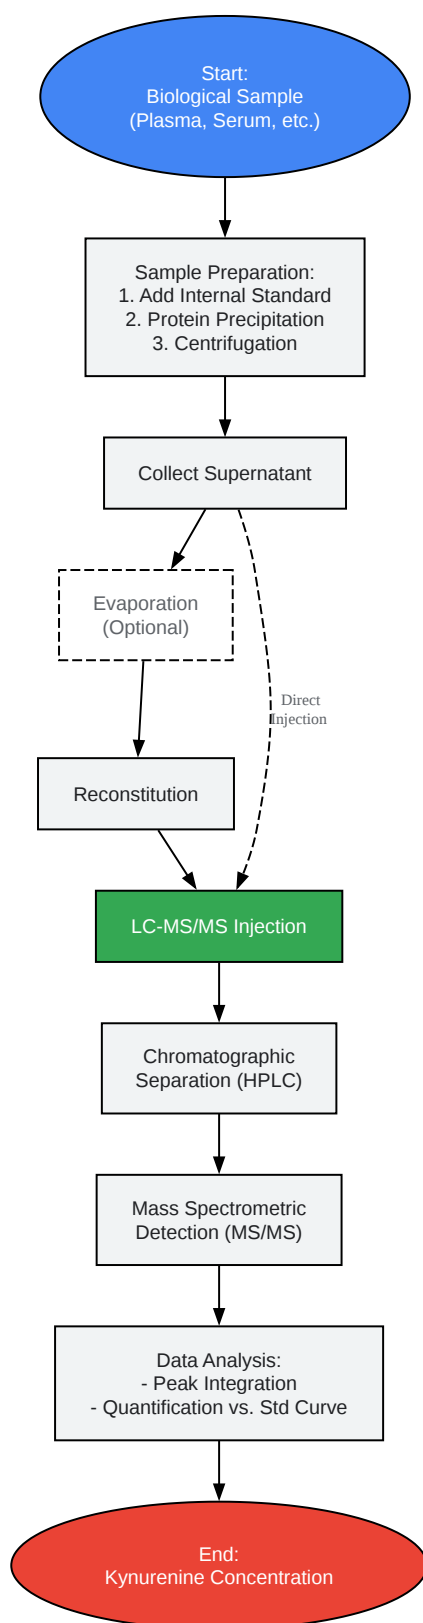 Start:
Biological Sample
(Plasma, Serum, etc.)
Sample Preparation:
1. Add Internal Standard
2. Protein Precipitation
3. Centrifugation
Collect Supernatant
Evaporation
(Optional)
Direct
Injection
Reconstitution
LC-MS/MS Injection
Chromatographic
Separation (HPLC)
Mass Spectrometric
Detection (MS/MS)
Data Analysis:
- Peak Integration
- Quantification vs. Std Curve
End:
Kynurenine Concentration